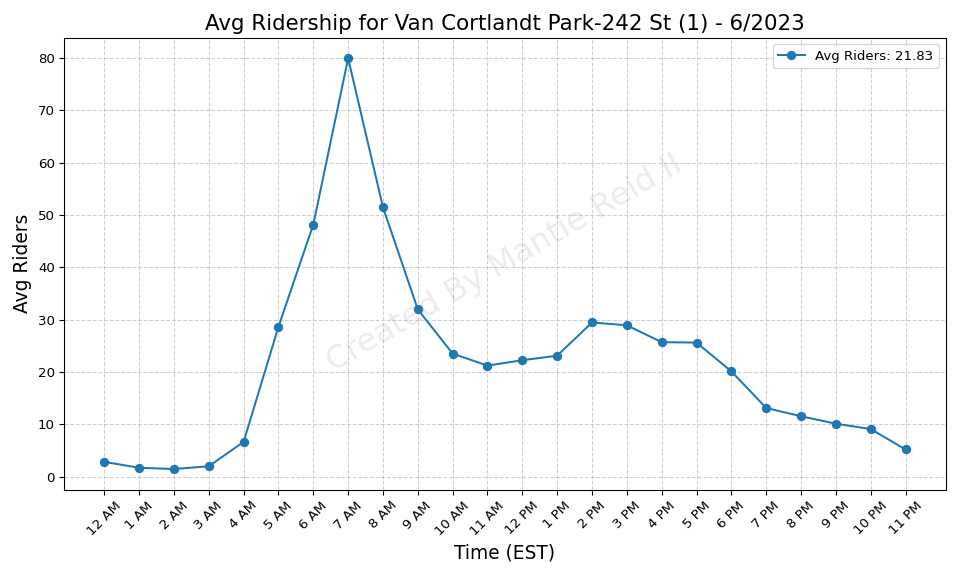 Avg Ridership for Van Cortlandt Park-242 St (1) - 6/2023
Avg Riders: 21.83
80
70
60
50
40
30
20
10
0
Avg Riders
Created By Mantie Reid II
12 AM
1 AM
2 AM
3 AM
4 AM
5 AM
6 AM
7 AM
8 AM
9 AM
10 AM
11 AM
12 PM
1 PM
2 PM
3 PM
4 PM
5 PM
6 PM
7 PM
8 PM
9 PM
10 PM
11 PM
Time (EST)